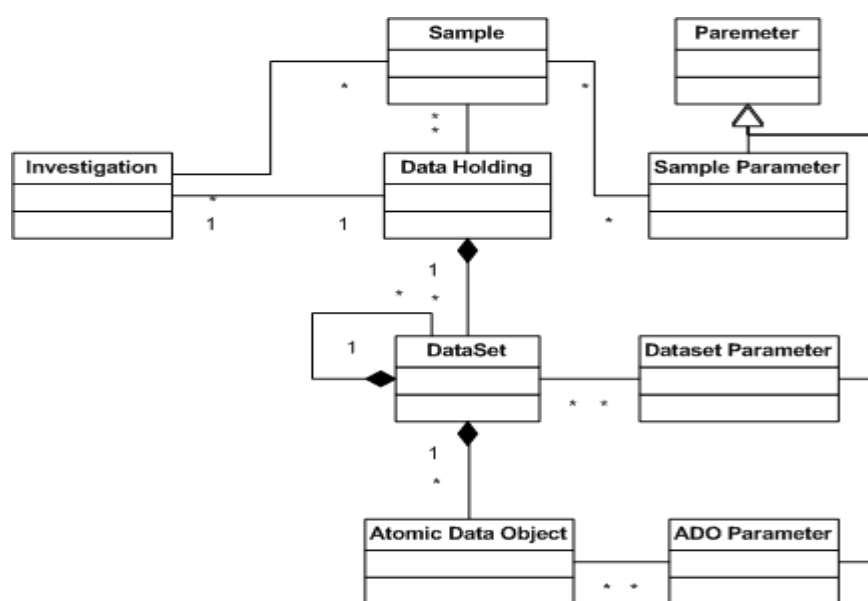 Sample
Paremeter
*
*
*
*
Investigation
Data Holding
Sample Parameter
*
1
1
*
1
*
*
1
DataSet
Dataset Parameter
*
*
1
*
Atomic Data Object
ADO Parameter
*
*